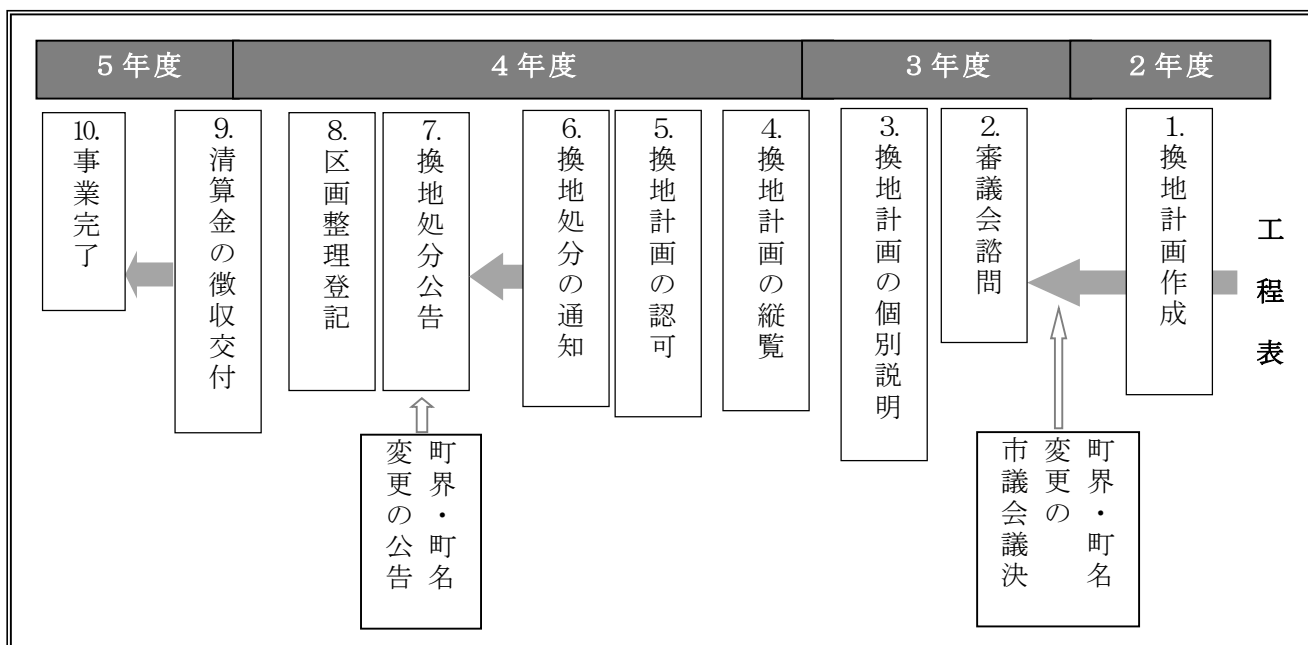 工程表
２年度
３年度
４年度
５年度
1.換地計画作成
2.審議会諮問
3.換地計画の個別説明
4.換地計画の縦覧
5.換地計画の認可
6.換地処分の通知
7.換地処分公告
8.区画整理登記
9.清算金の徴収交付
10.事業完了
町界・町名
変更の
市議会議決
町界・町名
変更の公告